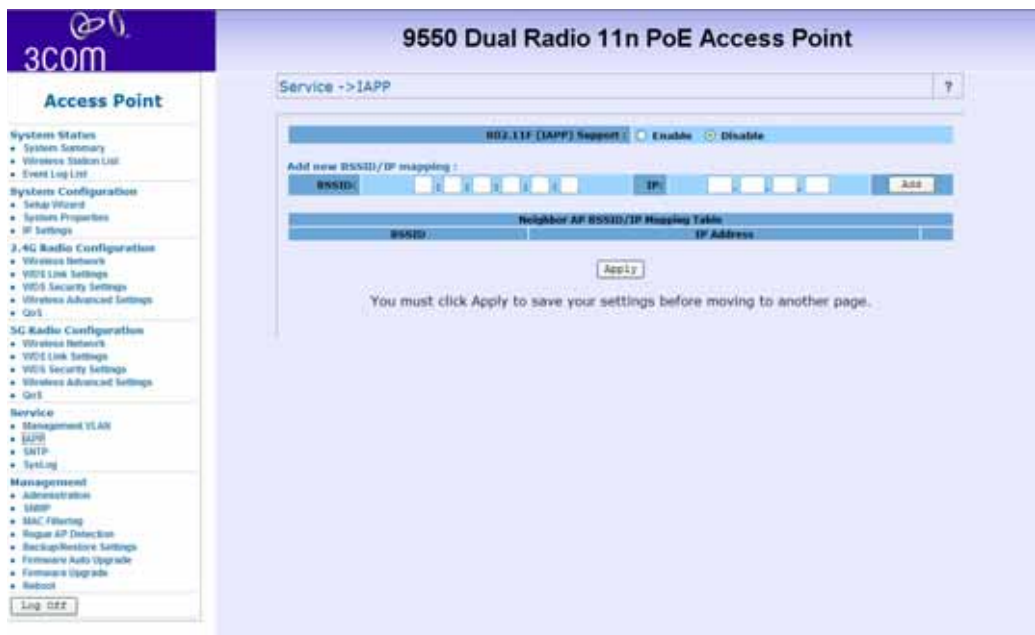 3COM
9550 Dual Radio 11n PoE Access Point
Access Point
System Status
System Summary
Wireless Station List
Event Log List
System Configuration
Setup Wizard
System Properties
IP Settings
2.4G Radio Configuration
Wireless Network
WDS Link Settings
WDS Security Settings
Wireless Advanced Settings
QoS
5G Radio Configuration
Wireless Network
WDS Link Settings
WDS Security Settings
Wireless Advanced Settings
QoS
Service
Management VLAN
IAPP
SNTP
SysLog
Management
Administration
SNMP
MAC Filtering
Rogue AP Detection
Backup/Restore Settings
Firmware Auto Upgrade
Firmware Upgrade
Reboot
Log Off
Service ->IAPP ?
802.11F (IAPP) Support : Enable Disable
Add new BSSID/IP mapping :
BSSID: : : : : : IP: . . . Add
Neighbor AP BSSID/IP Mapping Table
BSSID IP Address
Apply
You must click Apply to save your settings before moving to another page.